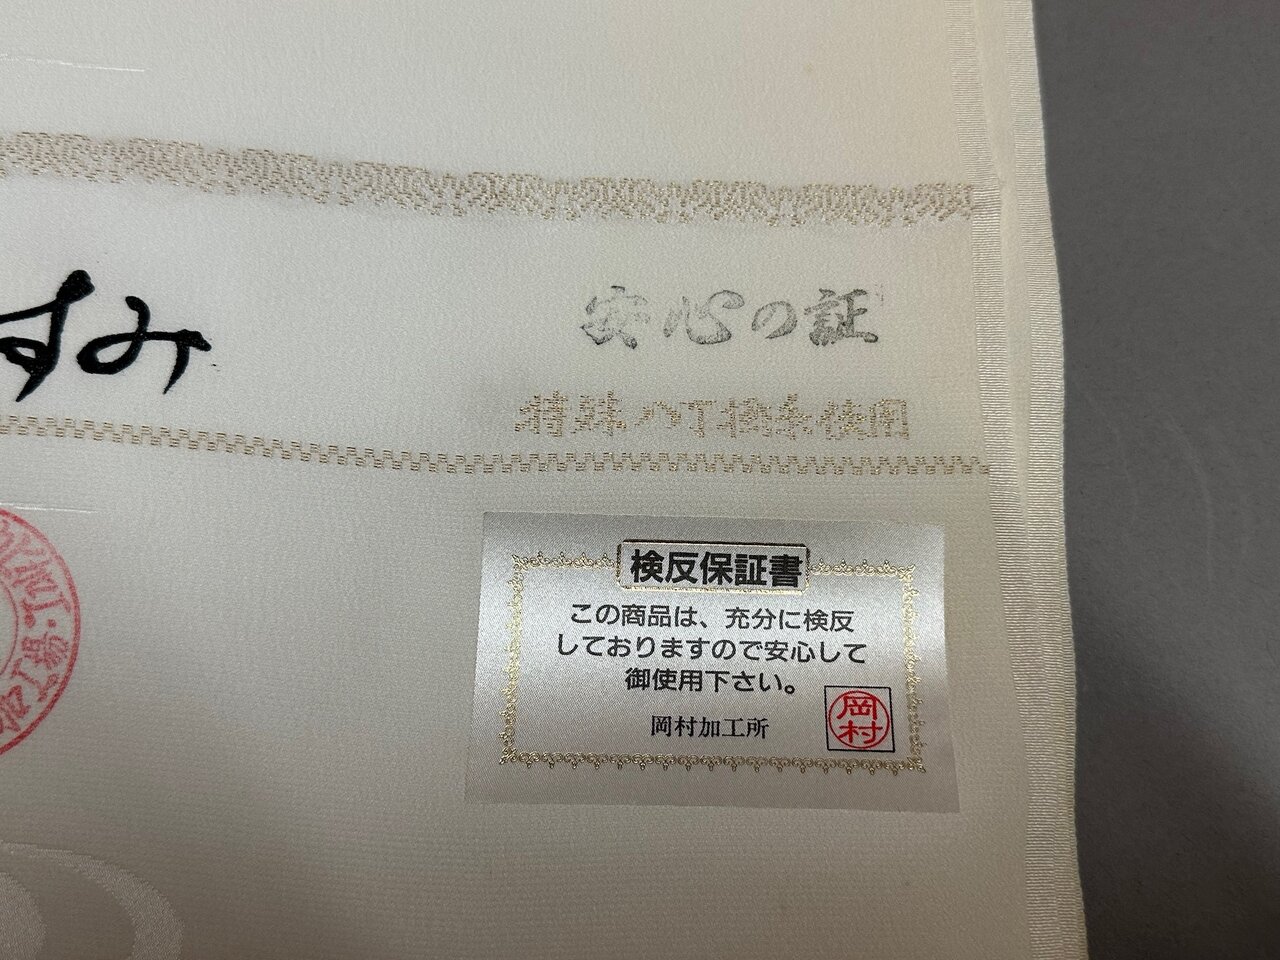 すみ
安心の証
特殊八丁撚糸使用
検反保証書
この商品は、充分に検反
しておりますので安心して
御使用下さい。
岡村加工所
岡村